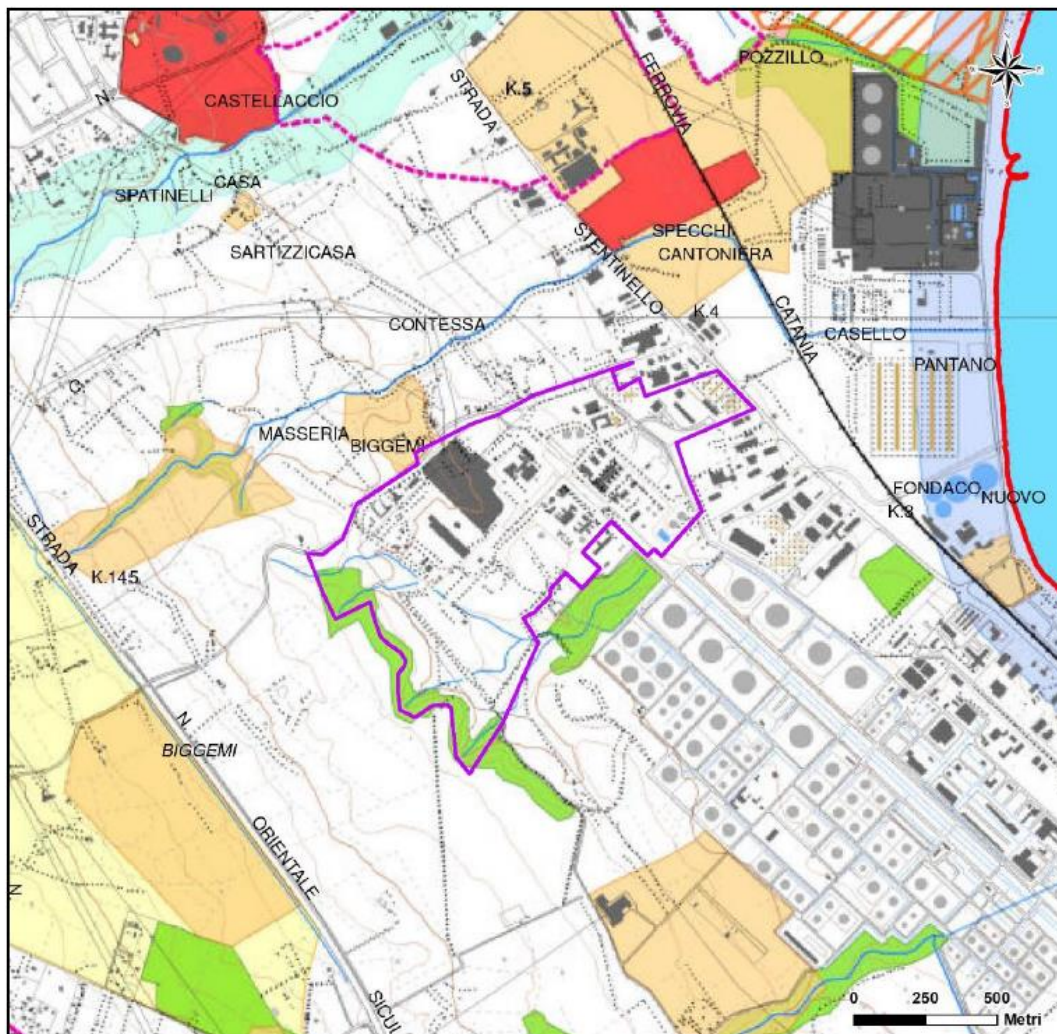 POZZILLO
FERROVIA
STRADA
K.5
CASTELLACCIO
N.
CASA
SPATINELLI
SARTIZZICASA
SPECCHI
CANTONIERA
STENTINELLO
K.4
CONTESSA
CATANIA
CASELLO
PANTANO
MASSERIA
BIGGEMI
FONDACO
NUOVO
K.3
STRADA
K.145
N.
BIGGEMI
ORIENTALE
N
SICUL
0 250 500
Metri